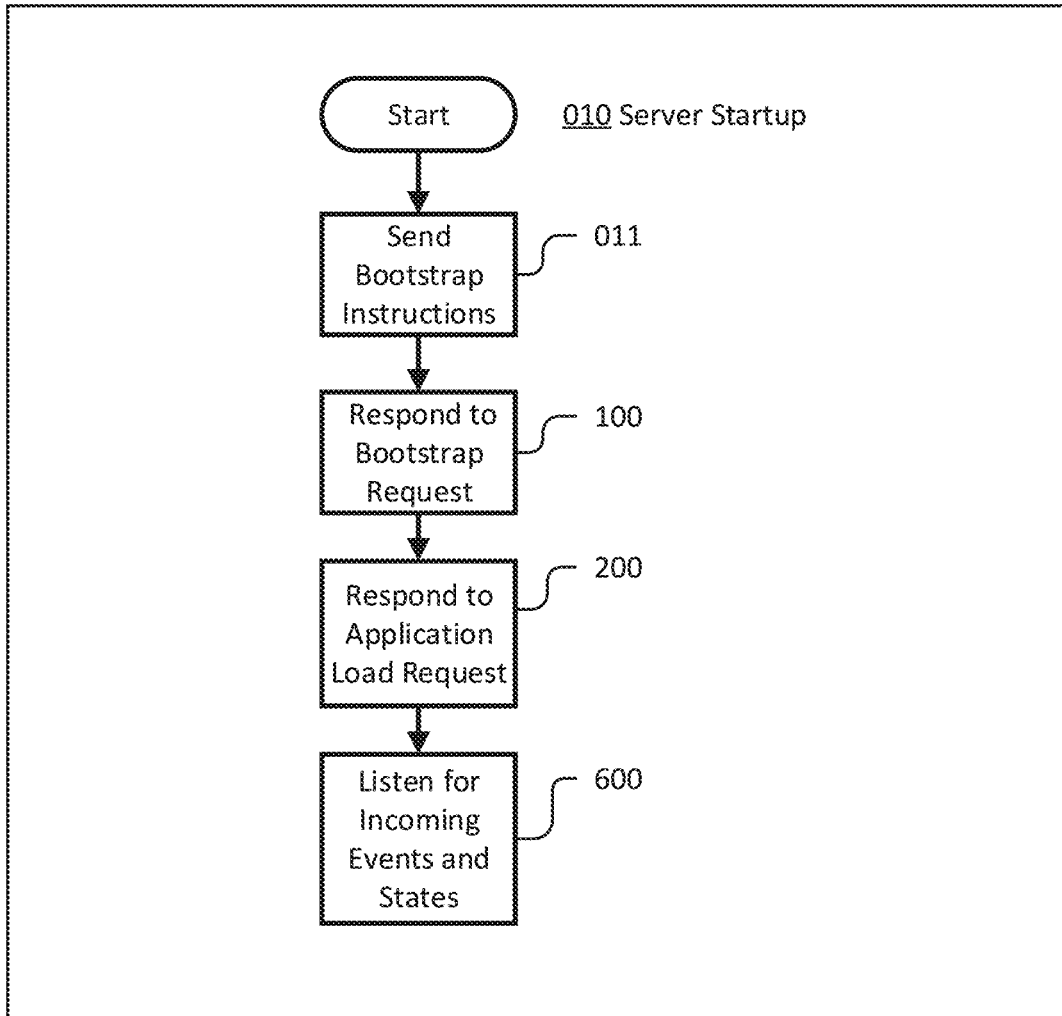 Start
010 Server Startup
Send
Bootstrap
Instructions
011
Respond to
Bootstrap
Request
100
Respond to
Application
Load Request
200
Listen for
Incoming
Events and
States
600